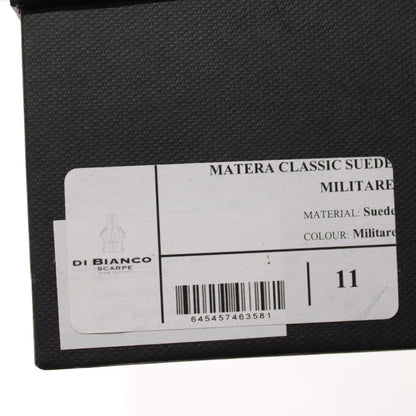 MATERA CLASSIC SUEDE
MILITARE
MATERIAL: Suede
COLOUR: Militare
DI BIANCO
SCARPE
11
645457463581